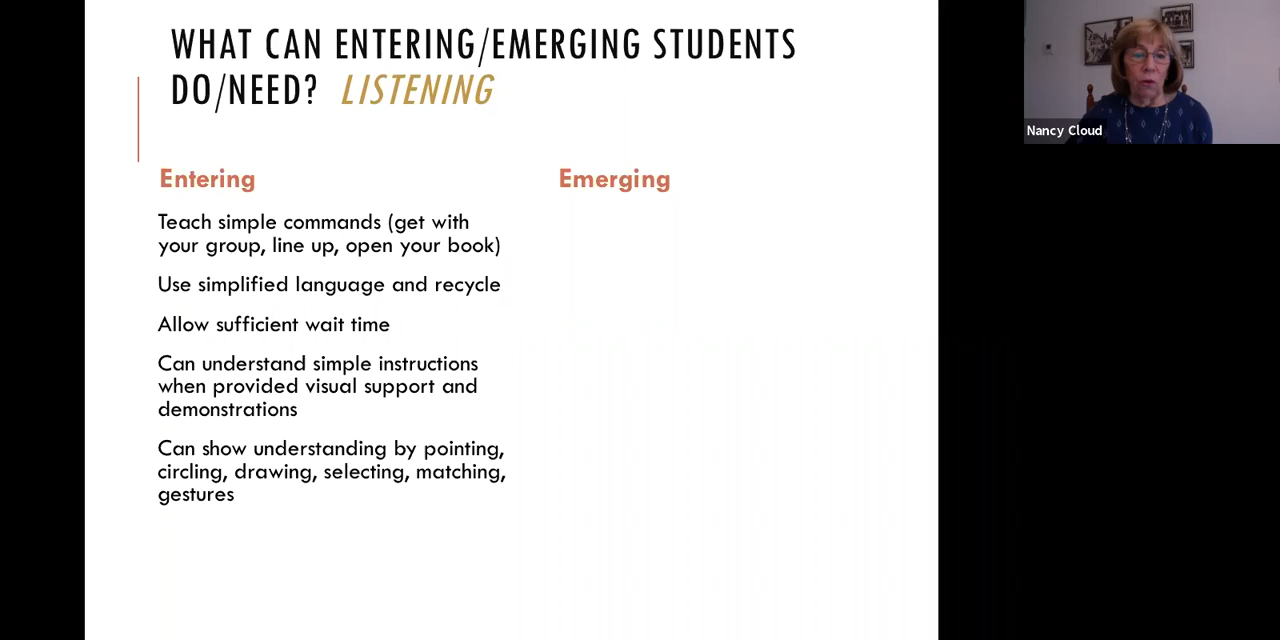 WHAT CAN ENTERING/EMERGING STUDENTS
DO/NEED? LISTENING
Entering
Teach simple commands (get with
your group, line up, open your book)
Use simplified language and recycle
Allow sufficient wait time
Can understand simple instructions
when provided visual support and
demonstrations
Can show understanding by pointing,
circling, drawing, selecting, matching,
gestures
Emerging
Nancy Cloud